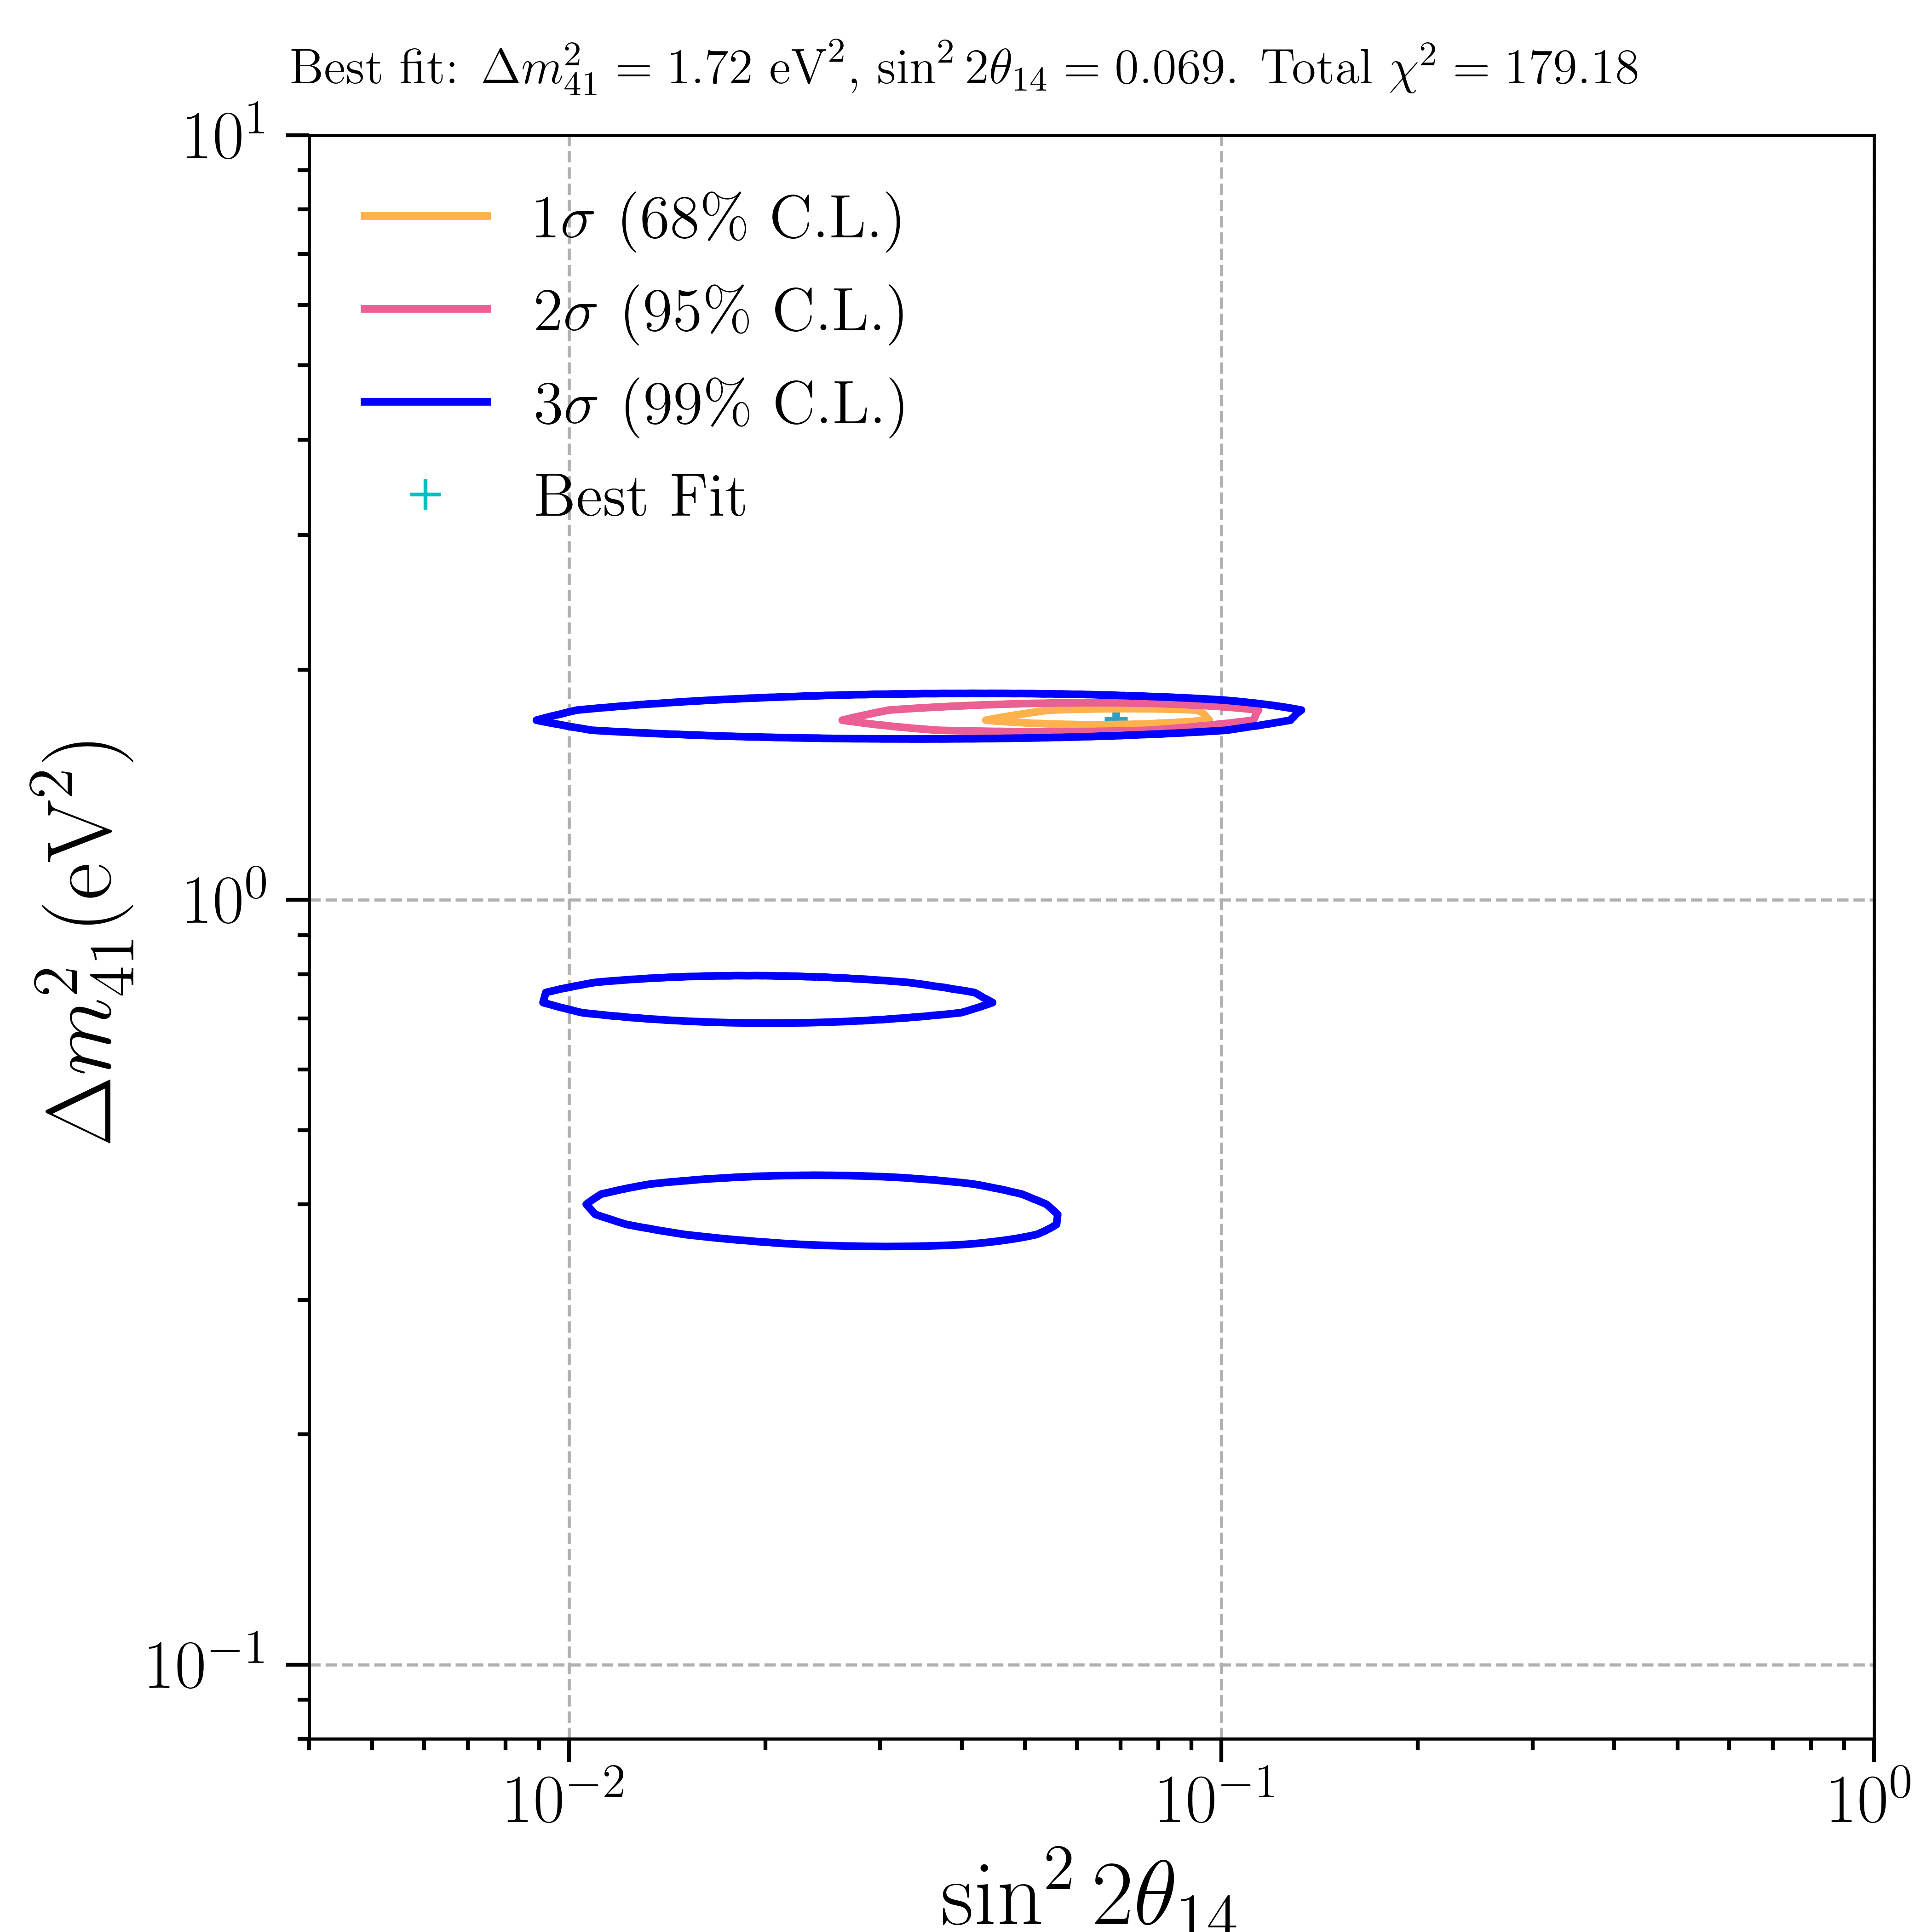 Best fit: Δm²₄₁ = 1.72 eV², sin² 2θ₁₄ = 0.069. Total χ² = 179.18
10¹
1σ (68% C.L.)
2σ (95% C.L.)
3σ (99% C.L.)
Best Fit
Δm²₄₁(eV²)
10⁰
10⁻¹
10⁻²
10⁻¹
10⁰
sin² 2θ₁₄